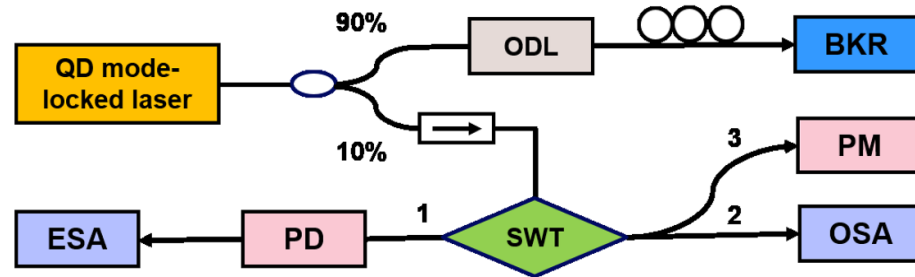 90%
QD mode-
locked laser
ODL
BKR
10%
3
PM
ESA
PD
1
SWT
2
OSA